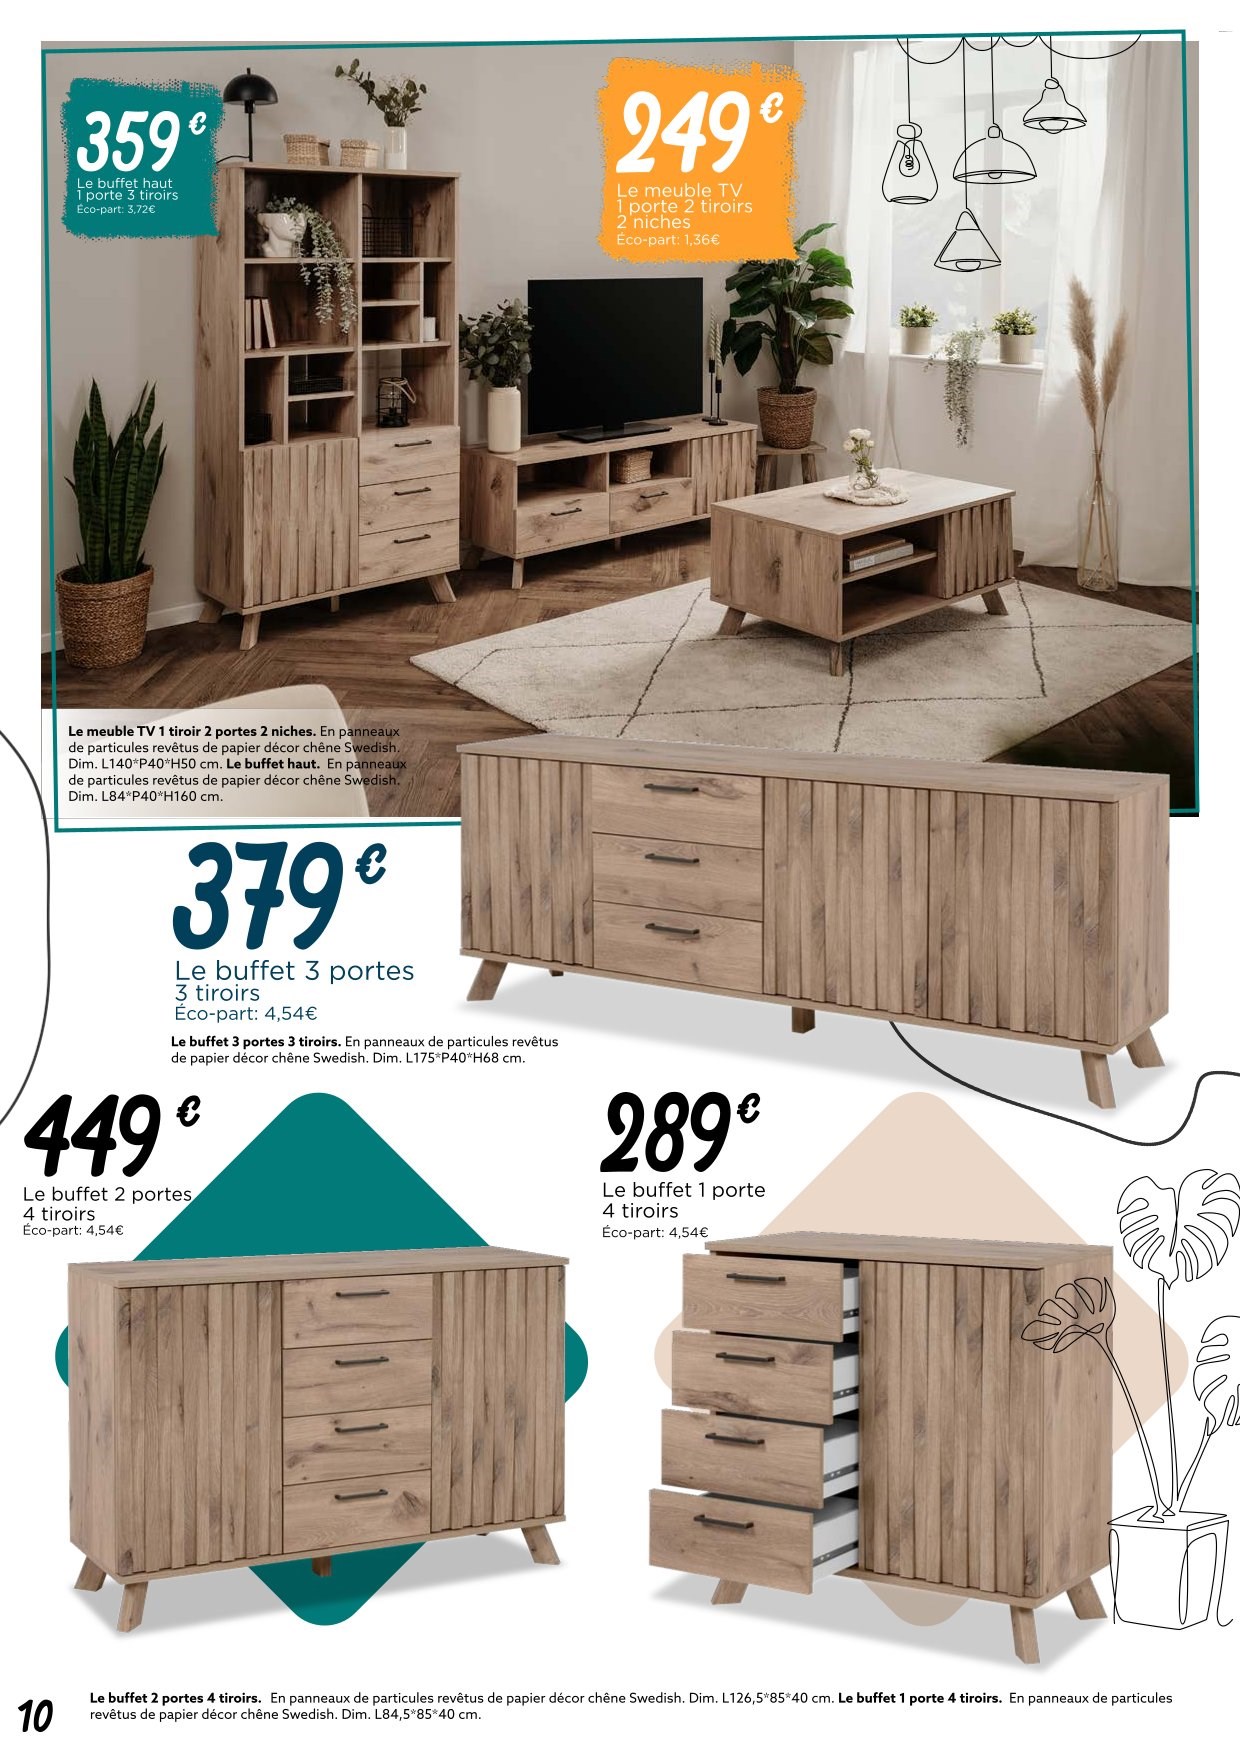 359€
Le buffet haut
1 porte 3 tiroirs
Éco-part: 3,72€
249€
Le meuble TV
1 porte 2 tiroirs
2 niches
Éco-part: 1,36€
Le meuble TV 1 tiroir 2 portes 2 niches. En panneaux
de particules revêtus de papier décor chêne Swedish.
Dim. L140*P40*H50 cm. Le buffet haut. En panneaux
de particules revêtus de papier décor chêne Swedish.
Dim. L84*P40*H160 cm.
379€
Le buffet 3 portes
3 tiroirs
Éco-part: 4,54€
Le buffet 3 portes 3 tiroirs. En panneaux de particules revêtus
de papier décor chêne Swedish. Dim. L175*P40*H68 cm.
449€
Le buffet 2 portes
4 tiroirs
Éco-part: 4,54€
289€
Le buffet 1 porte
4 tiroirs
Éco-part: 4,54€
Le buffet 2 portes 4 tiroirs. En panneaux de particules revêtus de papier décor chêne Swedish. Dim. L126,5*85*40 cm. Le buffet 1 porte 4 tiroirs. En panneaux de particules
revêtus de papier décor chêne Swedish. Dim. L84,5*85*40 cm.
10